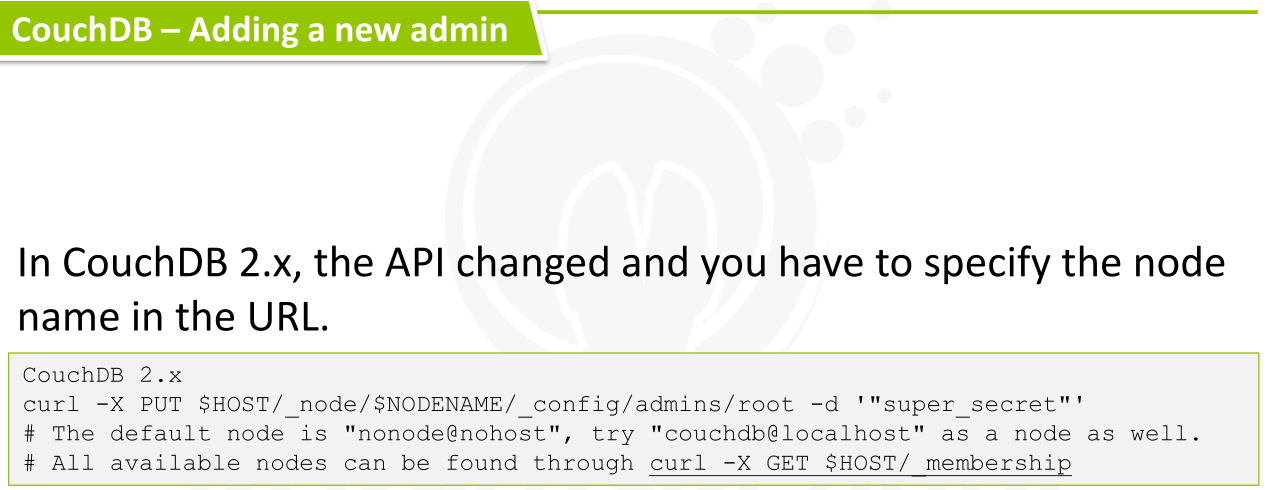 CouchDB – Adding a new admin
In CouchDB 2.x, the API changed and you have to specify the node
name in the URL.
CouchDB 2.x
curl -X PUT $HOST/_node/$NODENAME/_config/admins/root -d '"super_secret"'
# The default node is "nonode@nohost", try "couchdb@localhost" as a node as well.
# All available nodes can be found through curl -X GET $HOST/_membership